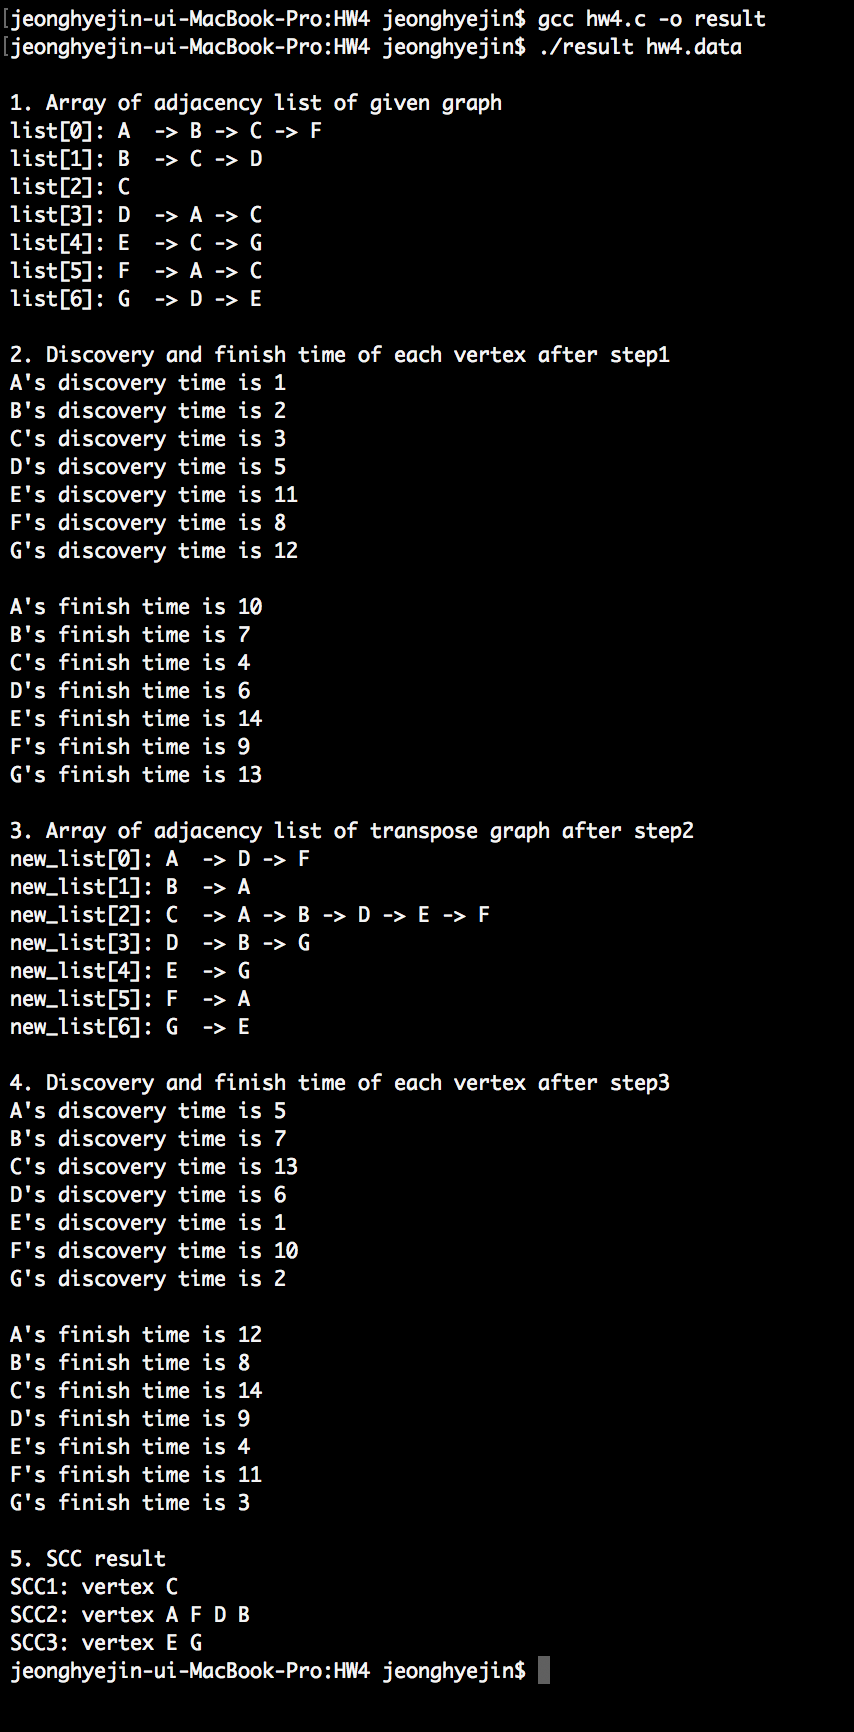 [jeonghyejin-ui-MacBook-Pro:HW4 jeonghyejin$ gcc hw4.c -o result
[jeonghyejin-ui-MacBook-Pro:HW4 jeonghyejin$ ./result hw4.data
1. Array of adjacency list of given graph
list[0]: A  -> B -> C -> F
list[1]: B  -> C -> D
list[2]: C
list[3]: D  -> A -> C
list[4]: E  -> C -> G
list[5]: F  -> A -> C
list[6]: G  -> D -> E
2. Discovery and finish time of each vertex after step1
A's discovery time is 1
B's discovery time is 2
C's discovery time is 3
D's discovery time is 5
E's discovery time is 11
F's discovery time is 8
G's discovery time is 12
A's finish time is 10
B's finish time is 7
C's finish time is 4
D's finish time is 6
E's finish time is 14
F's finish time is 9
G's finish time is 13
3. Array of adjacency list of transpose graph after step2
new_list[0]: A  -> D -> F
new_list[1]: B  -> A
new_list[2]: C  -> A -> B -> D -> E -> F
new_list[3]: D  -> B -> G
new_list[4]: E  -> G
new_list[5]: F  -> A
new_list[6]: G  -> E
4. Discovery and finish time of each vertex after step3
A's discovery time is 5
B's discovery time is 7
C's discovery time is 13
D's discovery time is 6
E's discovery time is 1
F's discovery time is 10
G's discovery time is 2
A's finish time is 12
B's finish time is 8
C's finish time is 14
D's finish time is 9
E's finish time is 4
F's finish time is 11
G's finish time is 3
5. SCC result
SCC1: vertex C
SCC2: vertex A F D B
SCC3: vertex E G
jeonghyejin-ui-MacBook-Pro:HW4 jeonghyejin$